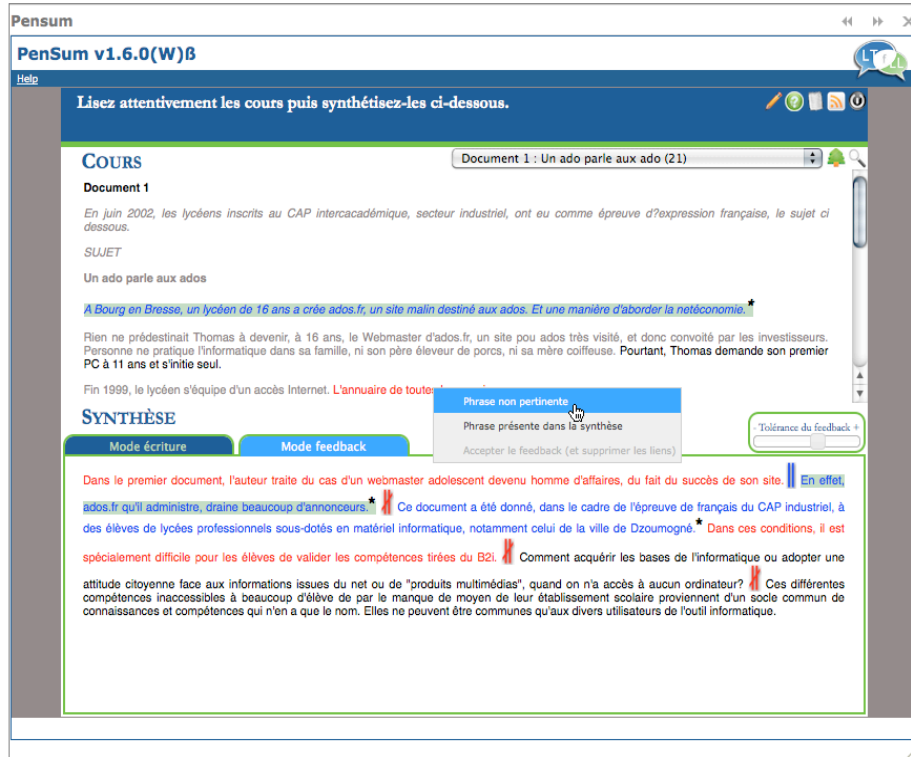 Pensum
PenSum v1.6.0(W)ß
LTfLL
Help
Lisez attentivement les cours puis synthétisez-les ci-dessous.
COURS
Document 1 : Un ado parle aux ado (21)
Document 1
En juin 2002, les lycéens inscrits au CAP intercacadémique, secteur industriel, ont eu comme épreuve d?expression française, le sujet ci
dessous.
SUJET
Un ado parle aux ados
A Bourg en Bresse, un lycéen de 16 ans a crée ados.fr, un site malin destiné aux ados. Et une manière d'aborder la netéconomie.*
Rien ne prédestinait Thomas à devenir, à 16 ans, le Webmaster d'ados.fr, un site pou ados très visité, et donc convoité par les investisseurs.
Personne ne pratique l'informatique dans sa famille, ni son père éleveur de porcs, ni sa mère coiffeuse. Pourtant, Thomas demande son premier
PC à 11 ans et s'initie seul.
Fin 1999, le lycéen s'équipe d'un accès Internet. L'annuaire de toutes
Phrase non pertinente
Phrase présente dans la synthèse
Accepter le feedback (et supprimer les liens)
SYNTHÈSE
- Tolérance du feedback +
Mode écriture
Mode feedback
Dans le premier document, l'auteur traite du cas d'un webmaster adolescent devenu homme d'affaires, du fait du succès de son site. || En effet,
ados.fr qu'il administre, draine beaucoup d'annonceurs.* Ce document a été donné, dans le cadre de l'épreuve de français du CAP industriel, à
des élèves de lycées professionnels sous-dotés en matériel informatique, notamment celui de la ville de Dzoumogné.* Dans ces conditions, il est
spécialement difficile pour les élèves de valider les compétences tirées du B2i. Comment acquérir les bases de l'informatique ou adopter une
attitude citoyenne face aux informations issues du net ou de "produits multimédias", quand on n'a accès à aucun ordinateur? Ces différentes
compétences inaccessibles à beaucoup d'élève de par le manque de moyen de leur établissement scolaire proviennent d'un socle commun de
connaissances et compétences qui n'en a que le nom. Elles ne peuvent être communes qu'aux divers utilisateurs de l'outil informatique.